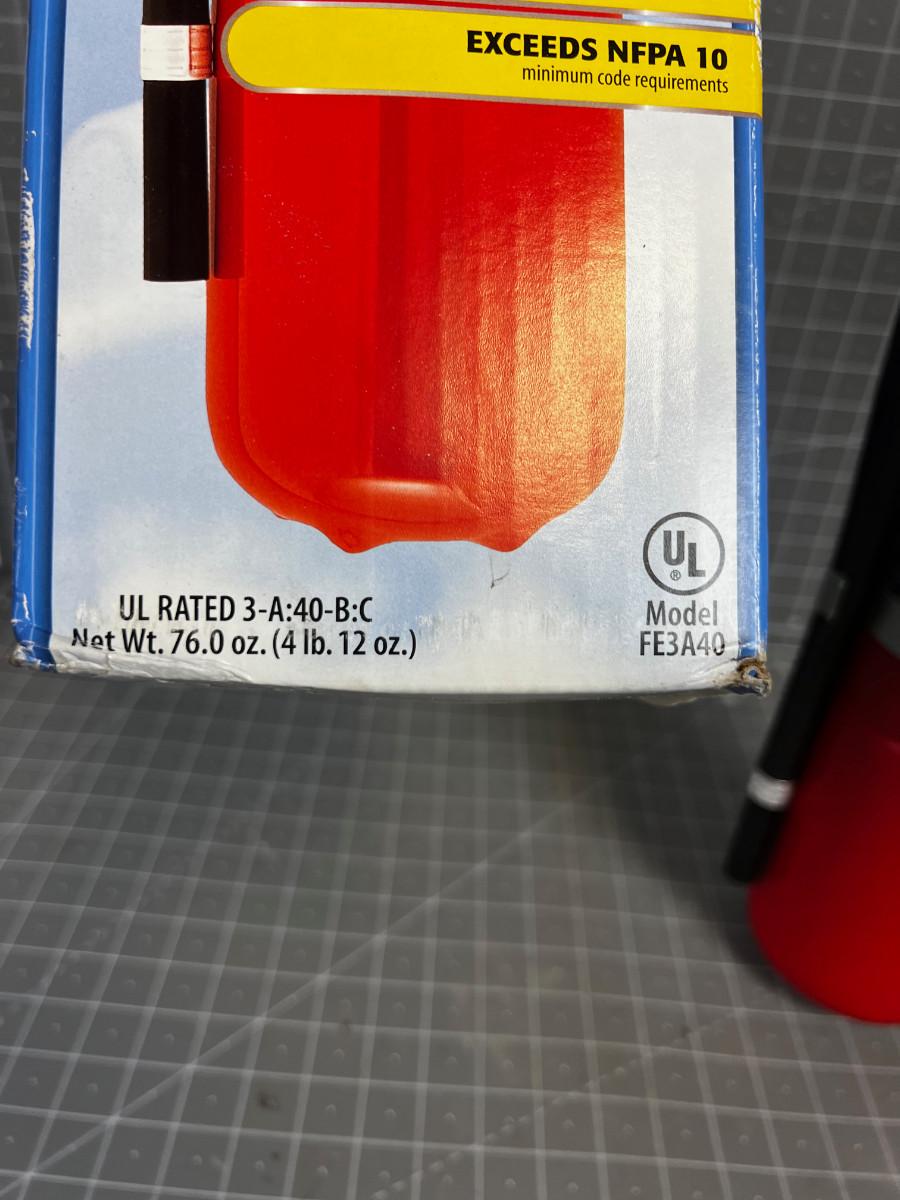 EXCEEDS NFPA 10
minimum code requirements
UL
®
UL RATED 3-A:40-B:C
Net Wt. 76.0 oz. (4 lb. 12 oz.)
Model
FE3A40